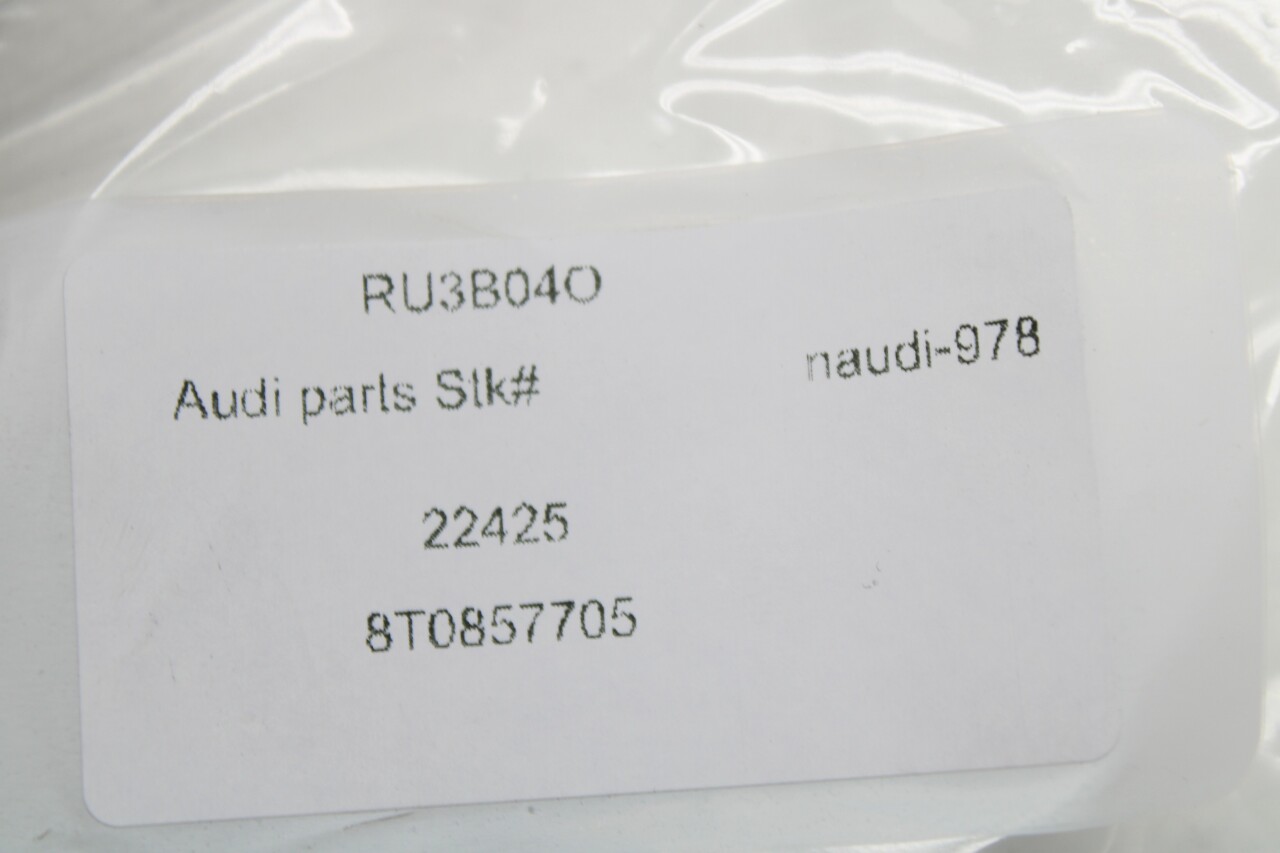 RU3B04O
naudi-978
Audi parts Stk#
22425
8T0857705